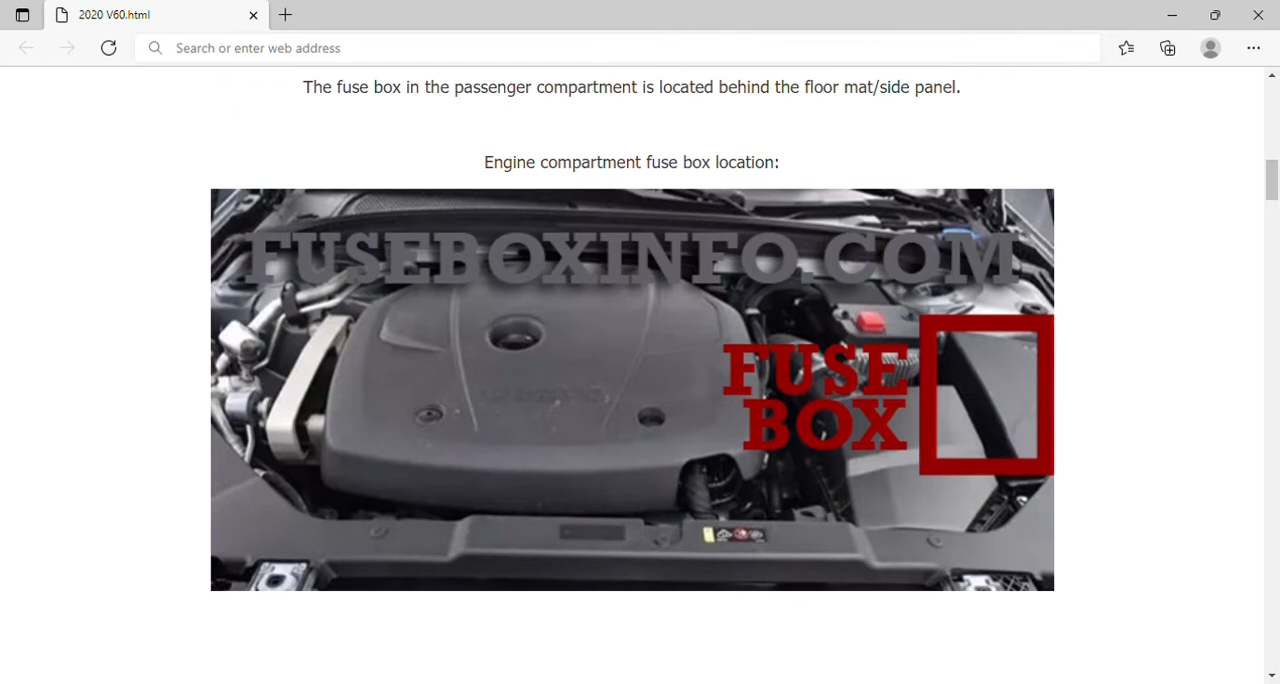 2020 V60.html
Search or enter web address
The fuse box in the passenger compartment is located behind the floor mat/side panel.
Engine compartment fuse box location:
FUSEBOXINFO.COM
FUSE
BOX